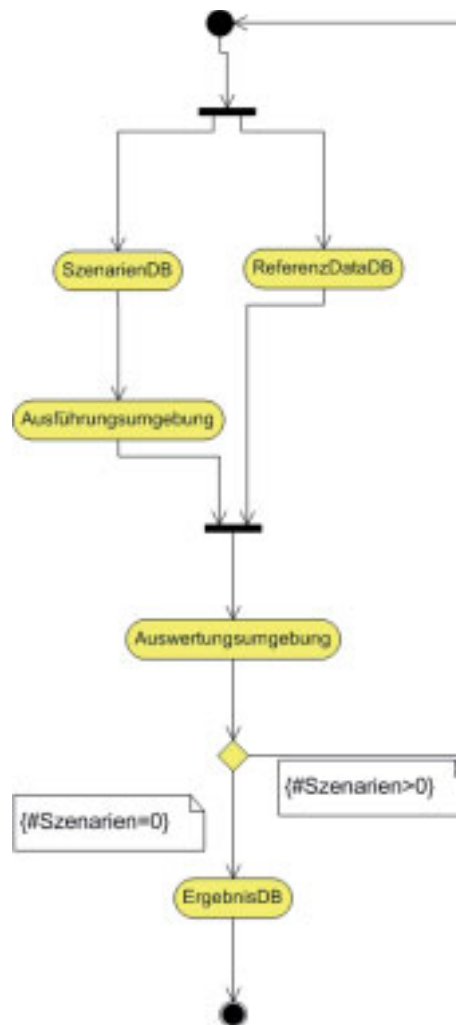 SzenarienDB
ReferenzDataDB
Ausführungsumgebung
Auswertungsumgebung
{#Szenarien>0}
{#Szenarien=0}
ErgebnisDB